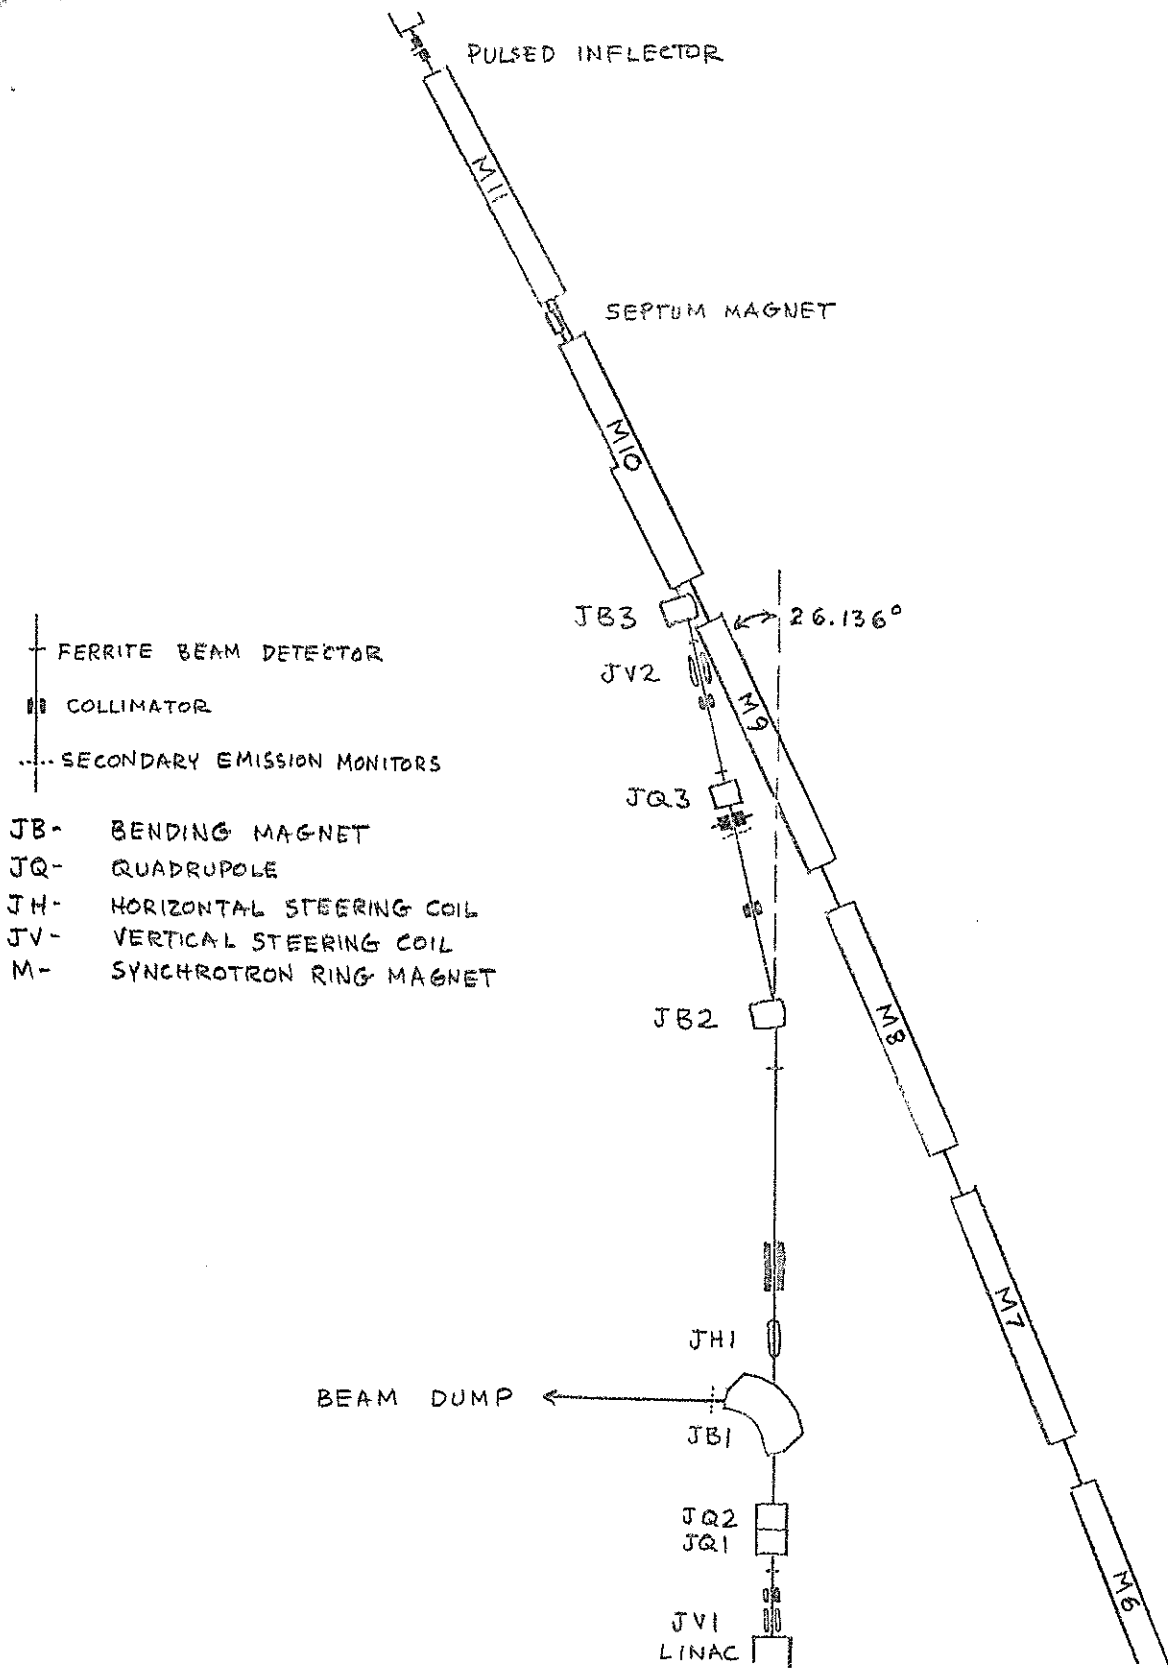 PULSED INFLECTOR
M11
SEPTUM MAGNET
M10
JB3
26.136°
FERRITE BEAM DETECTOR
JV2
COLLIMATOR
M9
SECONDARY EMISSION MONITORS
JQ3
JB- BENDING MAGNET
JQ- QUADRUPOLE
JH- HORIZONTAL STEERING COIL
JV- VERTICAL STEERING COIL
M- SYNCHROTRON RING MAGNET
JB2
M8
M7
JH1
BEAM DUMP
JB1
JQ2
JQ1
M6
JV1
LINAC